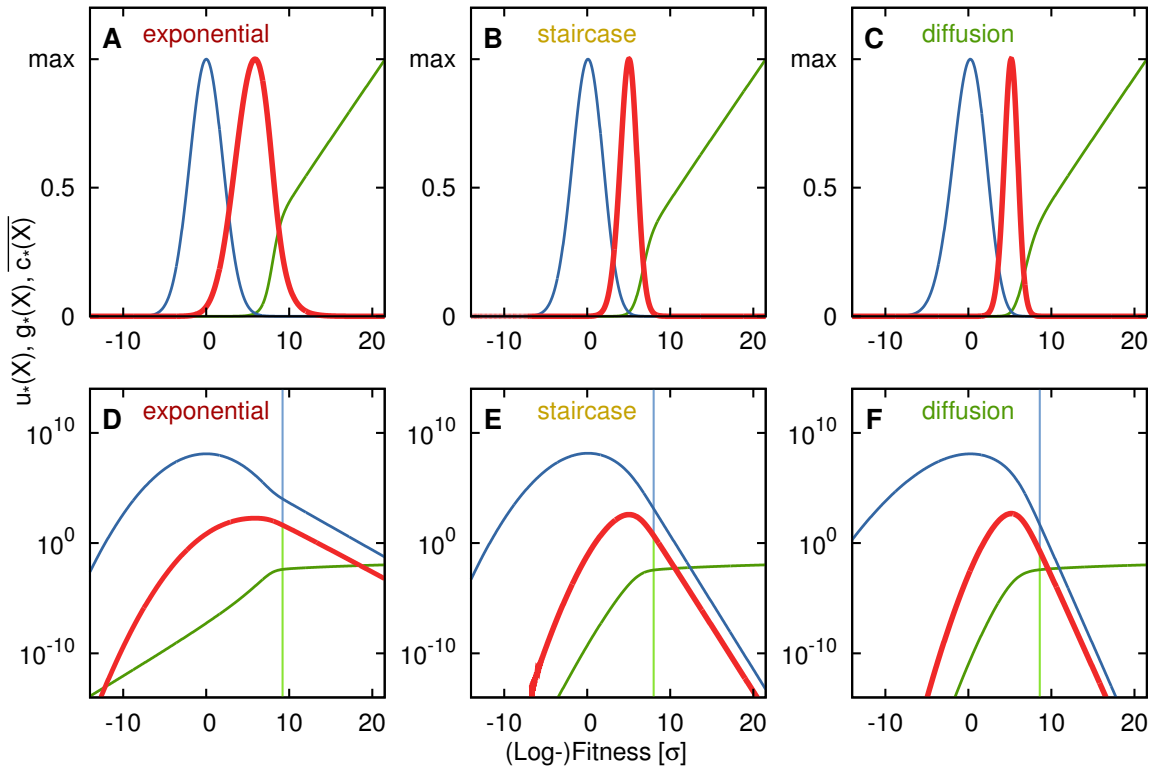 A exponential
B staircase
C diffusion
max
0.5
0
-10 0 10 20
max
0.5
0
-10 0 10 20
max
0.5
0
-10 0 10 20
u*(X), g*(X), c*(X)
D exponential
E staircase
F diffusion
10^10
10^0
10^-10
-10 0 10 20
10^10
10^0
10^-10
-10 0 10 20
10^10
10^0
10^-10
-10 0 10 20
(Log-)Fitness [σ]